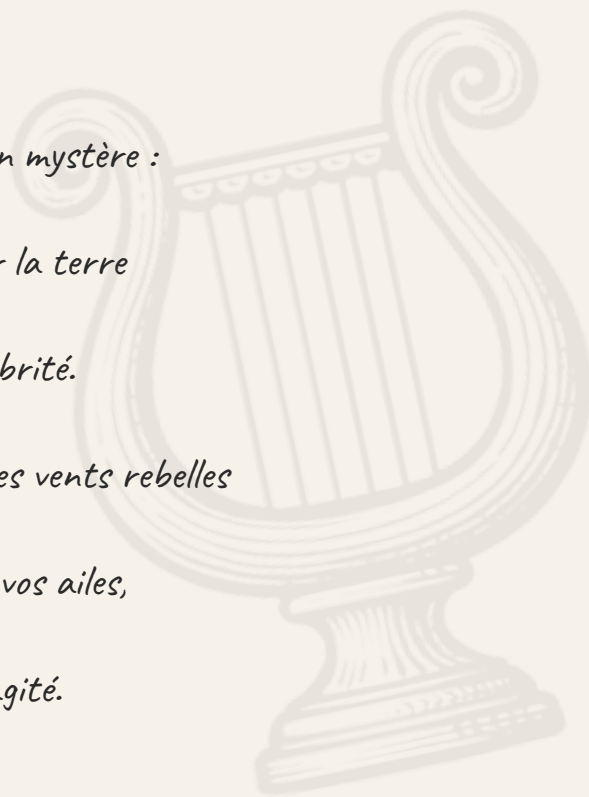 n mystère :
r la terre
brité.
es vents rebelles
vos ailes,
gité.